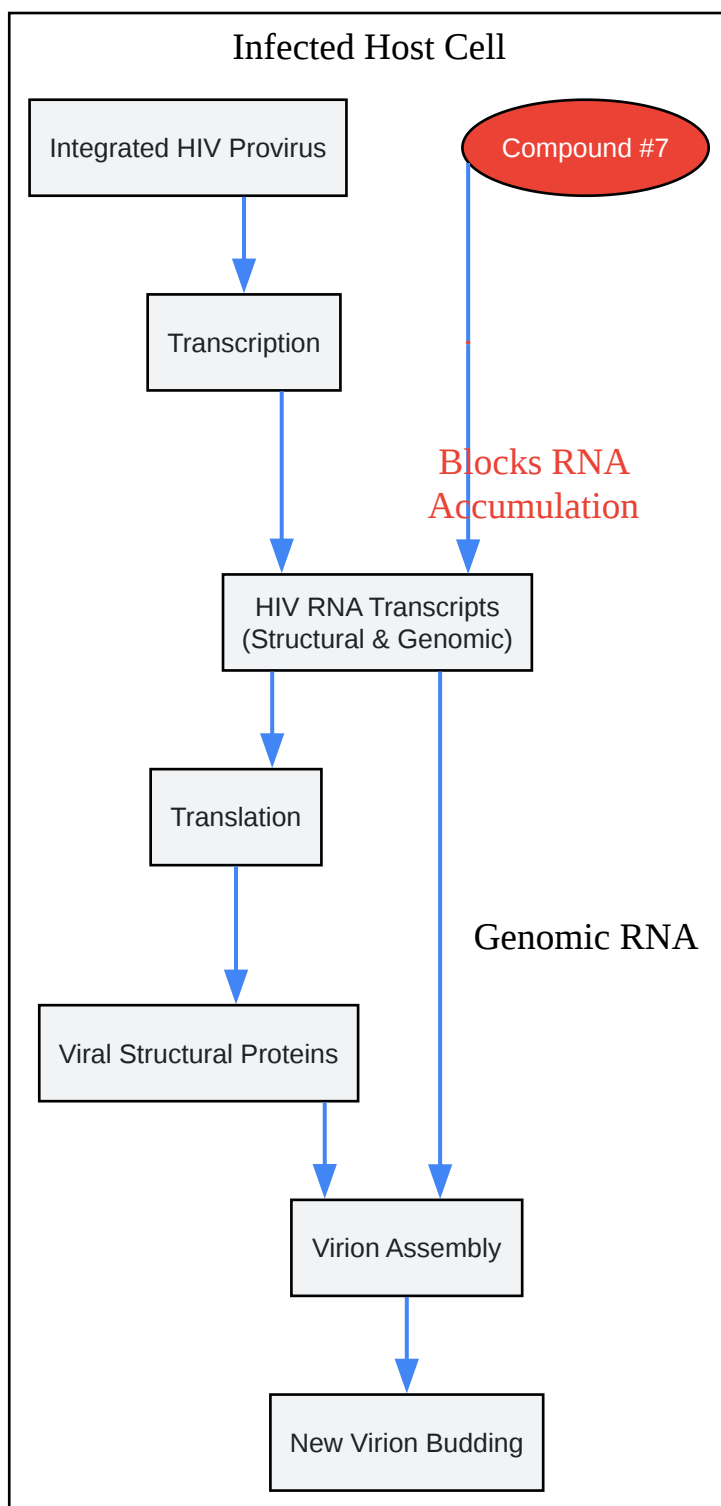 Infected Host Cell
Integrated HIV Provirus
Compound #7
Transcription
Blocks RNA
Accumulation
HIV RNA Transcripts
(Structural & Genomic)
Translation
Genomic RNA
Viral Structural Proteins
Virion Assembly
New Virion Budding